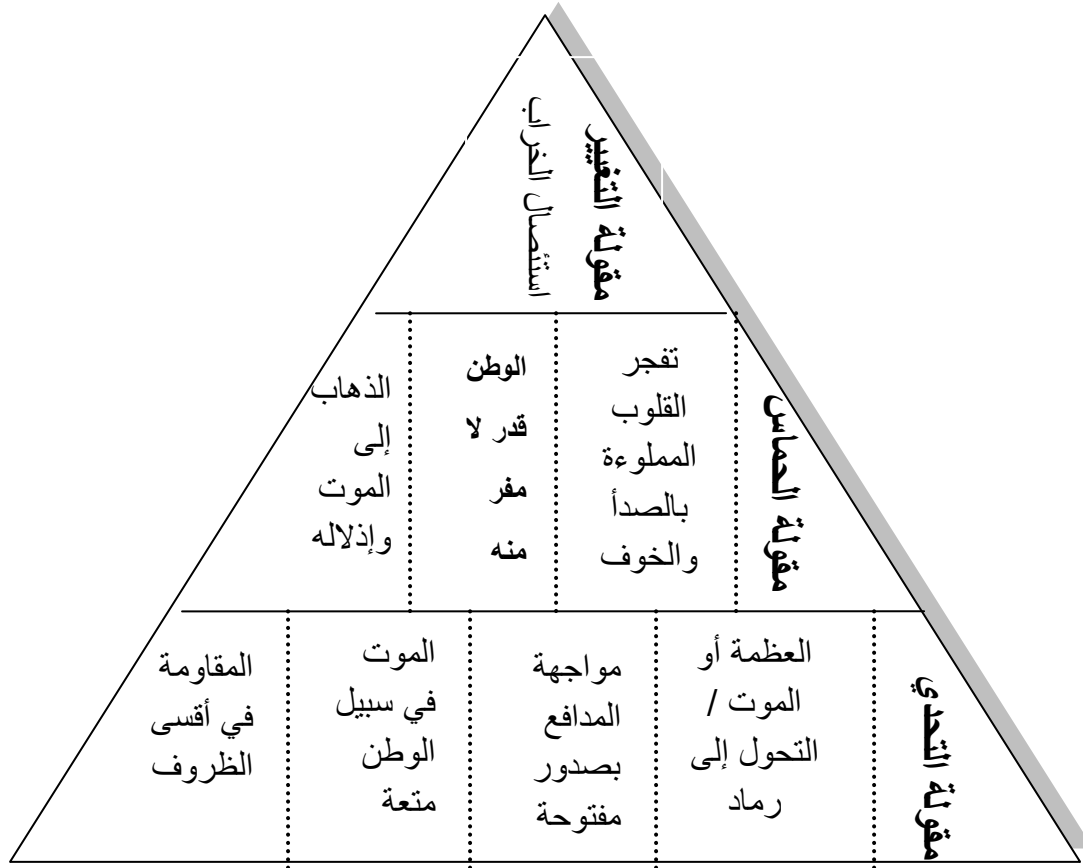 مقولة التغيير
استئصال الخراب
مقولة الحماس
تفجر
القلوب
المملوءة
بالصدأ
والخوف
الوطن
قدر لا
مفر
منه
الذهاب
إلى
الموت
وإذلاله
مقولة التحدي
العظمة أو
الموت /
التحول إلى
رماد
مواجهة
المدافع
بصدور
مفتوحة
الموت
في سبيل
الوطن
متعة
المقاومة
في أقسى
الظروف